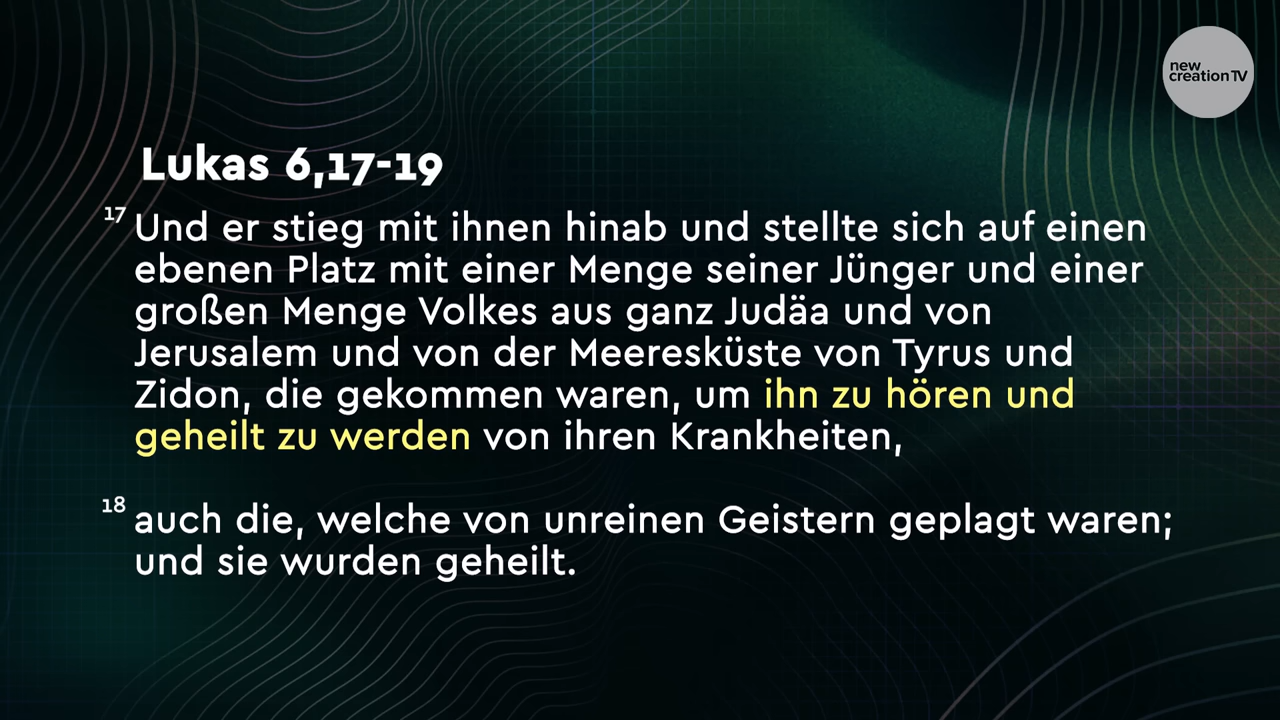 new
creation TV
Lukas 6,17-19
17 Und er stieg mit ihnen hinab und stellte sich auf einen
ebenen Platz mit einer Menge seiner Jünger und einer
großen Menge Volkes aus ganz Judäa und von
Jerusalem und von der Meeresküste von Tyrus und
Zidon, die gekommen waren, um ihn zu hören und
geheilt zu werden von ihren Krankheiten,
18 auch die, welche von unreinen Geistern geplagt waren;
und sie wurden geheilt.